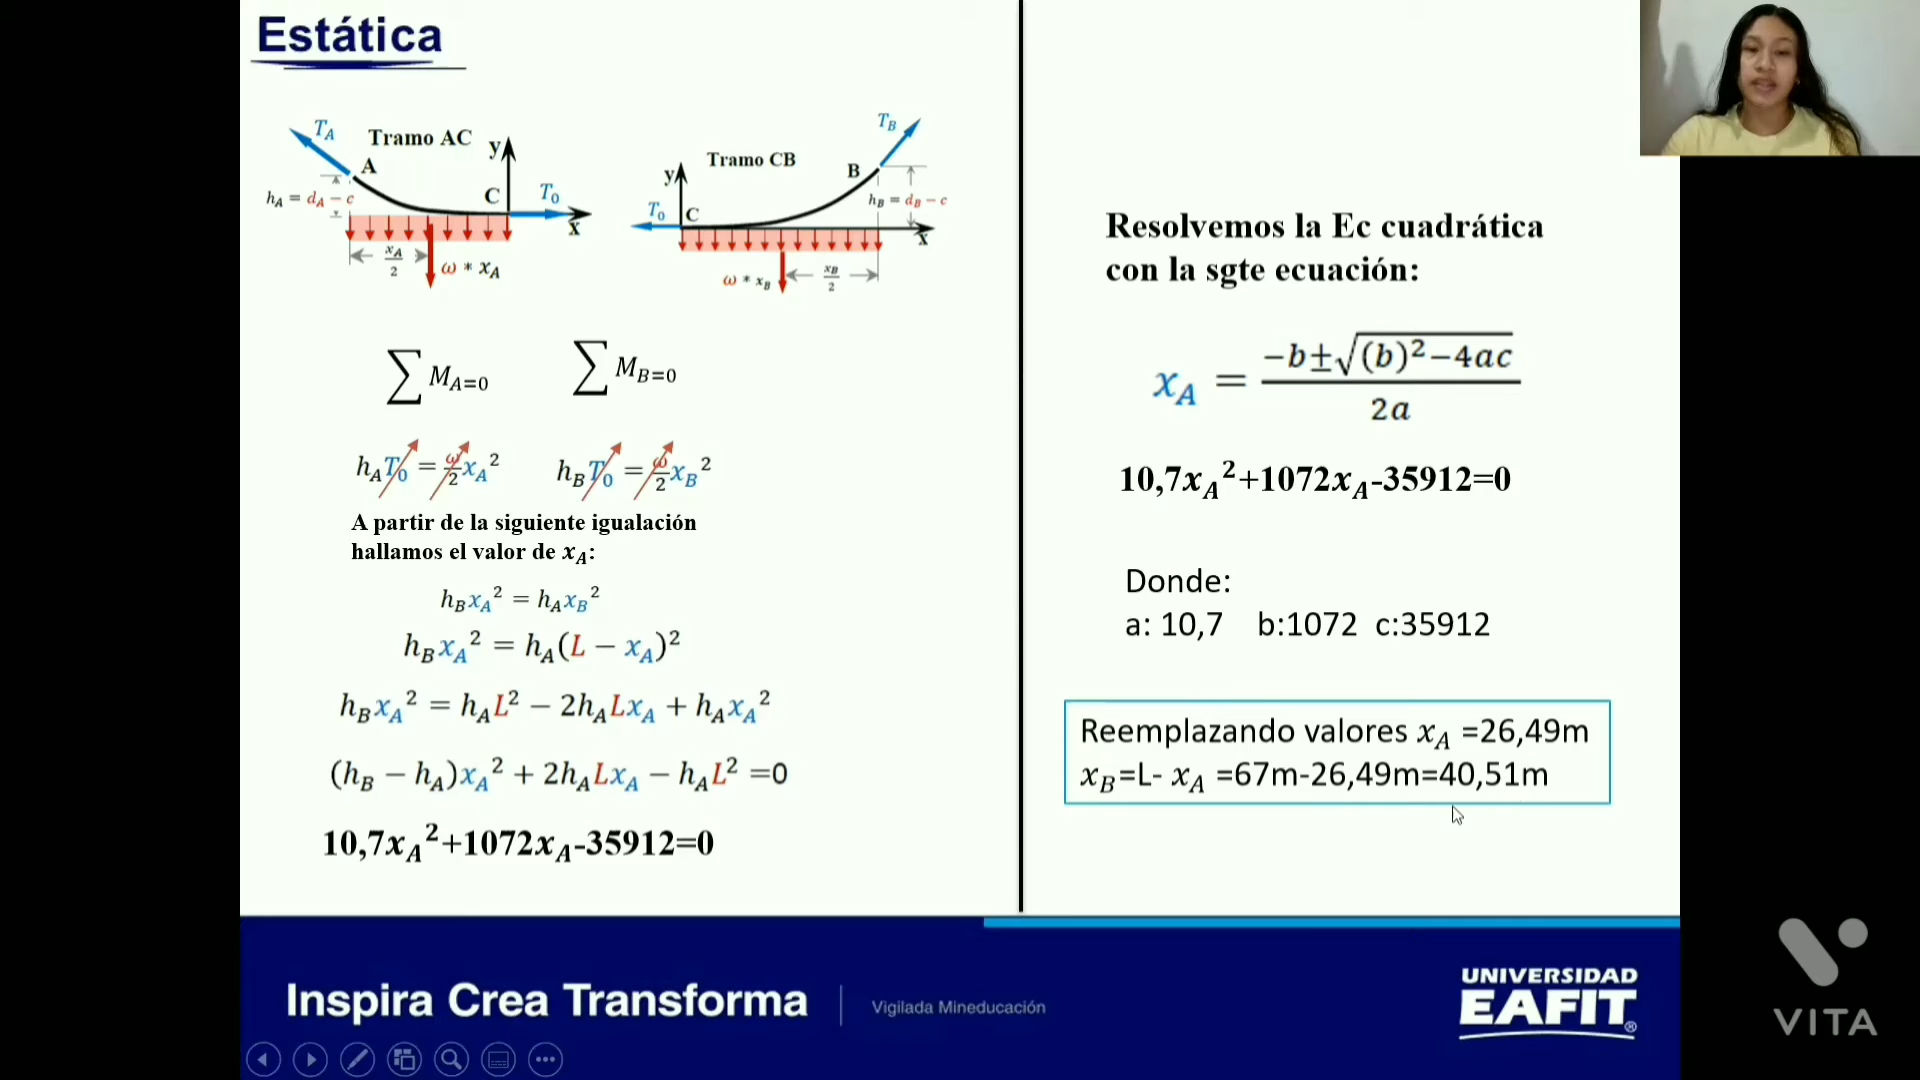 Estática
T_A
Tramo AC
y
A
h_A = d_A − c
C
T_0
x
x_A/2
ω * x_A
T_B
Tramo CB
y
B
T_0
C
h_B = d_B − c
x
ω * x_B
x_B/2
∑ M_A=0
∑ M_B=0
h_A T_0 = ω/2 x_A²
h_B T_0 = ω/2 x_B²
A partir de la siguiente igualación
hallamos el valor de x_A:
h_B x_A² = h_A x_B²
h_B x_A² = h_A(L − x_A)²
h_B x_A² = h_A L² − 2h_A L x_A + h_A x_A²
(h_B − h_A)x_A² + 2h_A L x_A − h_A L² =0
10,7x_A²+1072x_A-35912=0
Resolvemos la Ec cuadrática
con la sgte ecuación:
x_A = (−b±√((b)²−4ac))/2a
10,7x_A²+1072x_A-35912=0
Donde:
a: 10,7 b:1072 c:35912
Reemplazando valores x_A =26,49m
x_B=L- x_A =67m-26,49m=40,51m
Inspira Crea Transforma
Vigilada Mineducación
UNIVERSIDAD
EAFIT®
VITA